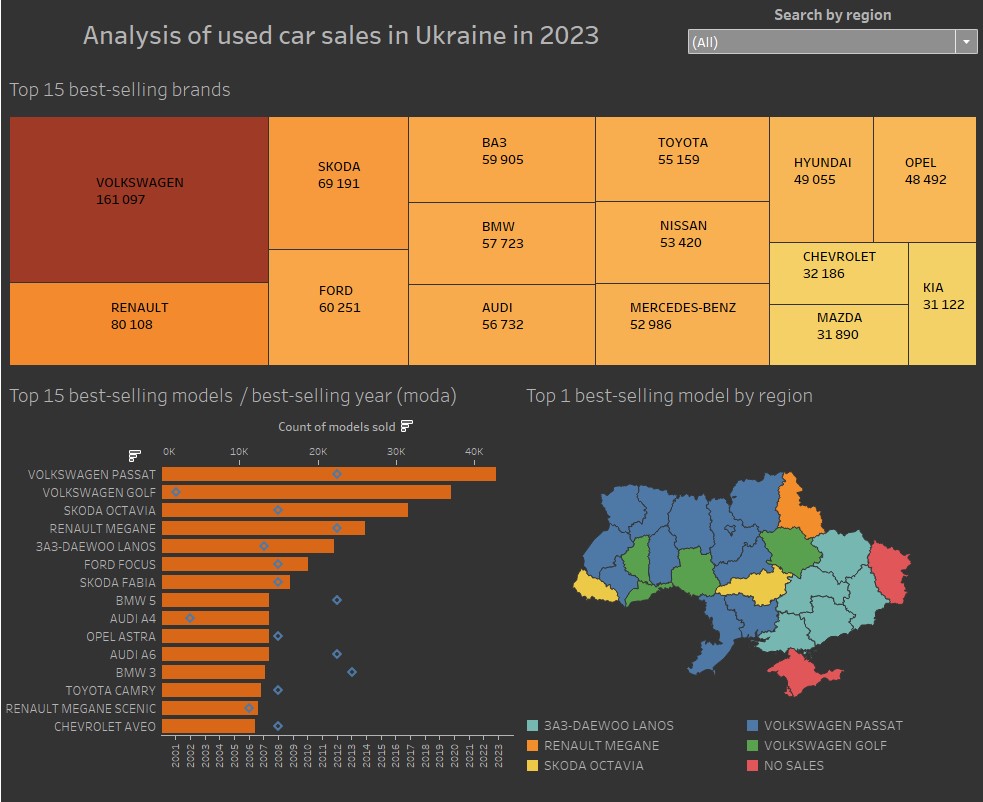 Search by region
Analysis of used car sales in Ukraine in 2023
(All)
Top 15 best-selling brands
VOLKSWAGEN
161 097
RENAULT
80 108
SKODA
69 191
FORD
60 251
ВАЗ
59 905
BMW
57 723
AUDI
56 732
TOYOTA
55 159
NISSAN
53 420
MERCEDES-BENZ
52 986
HYUNDAI
49 055
OPEL
48 492
CHEVROLET
32 186
MAZDA
31 890
KIA
31 122
Top 15 best-selling models / best-selling year (moda)
Count of models sold
0K 10K 20K 30K 40K
VOLKSWAGEN PASSAT
VOLKSWAGEN GOLF
SKODA OCTAVIA
RENAULT MEGANE
ЗАЗ-DAEWOO LANOS
FORD FOCUS
SKODA FABIA
BMW 5
AUDI A4
OPEL ASTRA
AUDI A6
BMW 3
TOYOTA CAMRY
RENAULT MEGANE SCENIC
CHEVROLET AVEO
2001 2002 2003 2004 2005 2006 2007 2008 2009 2010 2011 2012 2013 2014 2015 2016 2017 2018 2019 2020 2021 2022 2023
Top 1 best-selling model by region
ЗАЗ-DAEWOO LANOS
RENAULT MEGANE
SKODA OCTAVIA
VOLKSWAGEN PASSAT
VOLKSWAGEN GOLF
NO SALES